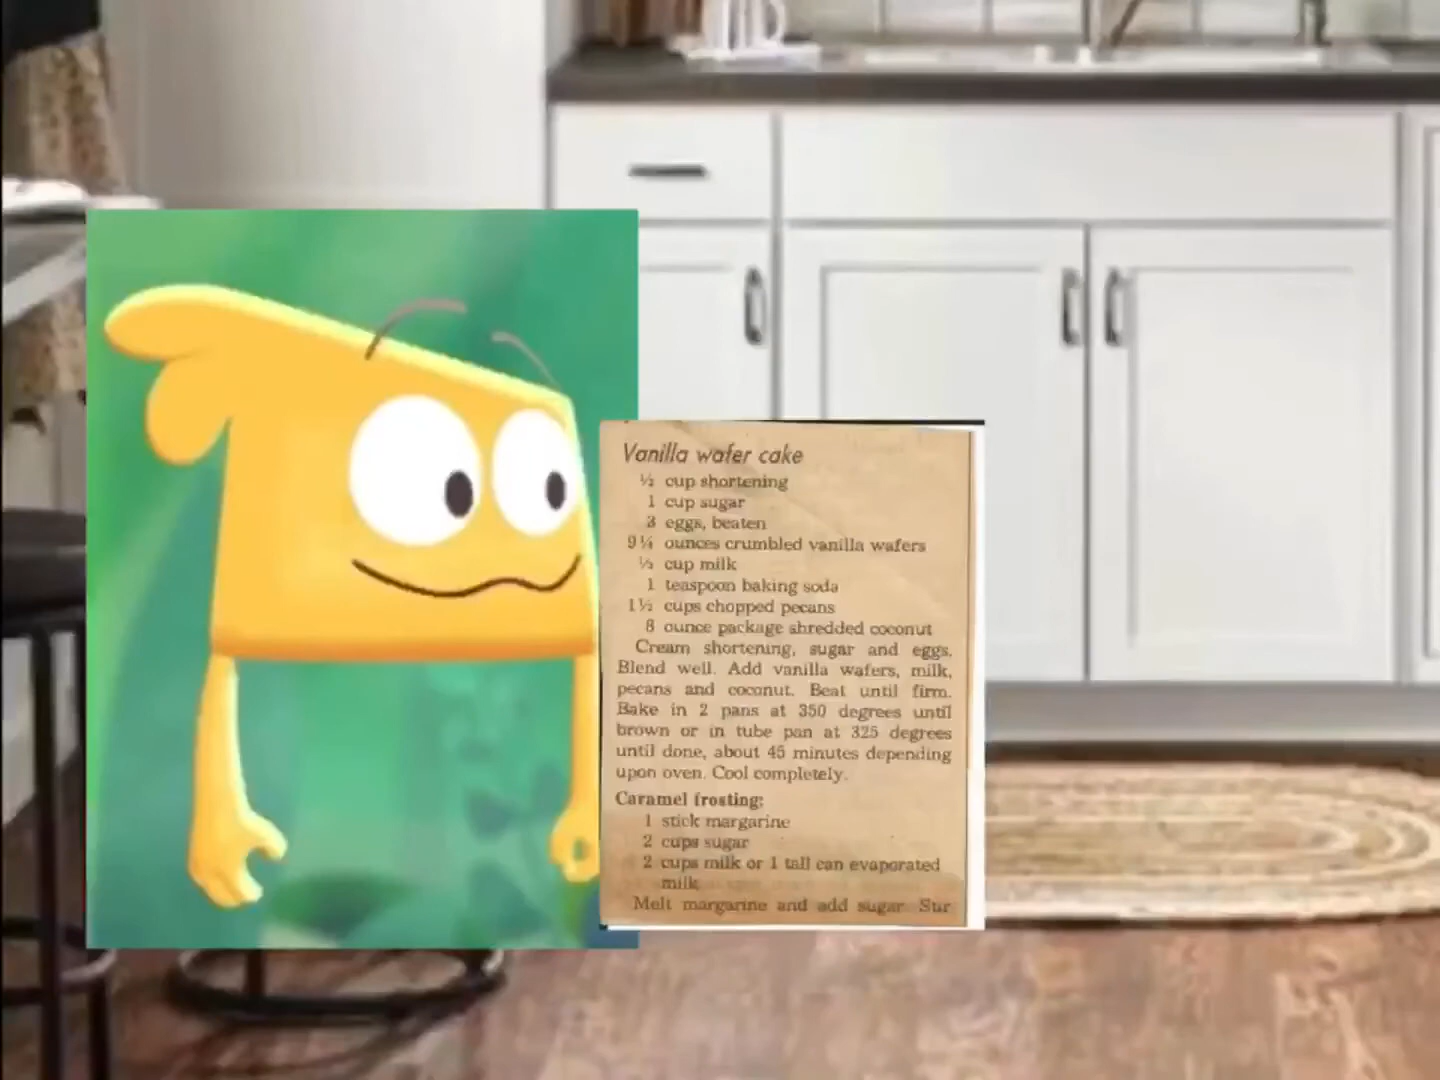 Vanilla wafer cake
½ cup shortening
1 cup sugar
3 eggs, beaten
9¼ ounces crumbled vanilla wafers
½ cup milk
1 teaspoon baking soda
1½ cups chopped pecans
8 ounce package shredded coconut
Cream shortening, sugar and eggs.
Blend well. Add vanilla wafers, milk,
pecans and coconut. Beat until firm.
Bake in 2 pans at 350 degrees until
brown or in tube pan at 325 degrees
until done, about 45 minutes depending
upon oven. Cool completely.
Caramel frosting:
1 stick margarine
2 cups sugar
2 cups milk or 1 tall can evaporated
milk
Melt margarine and add sugar. Stir